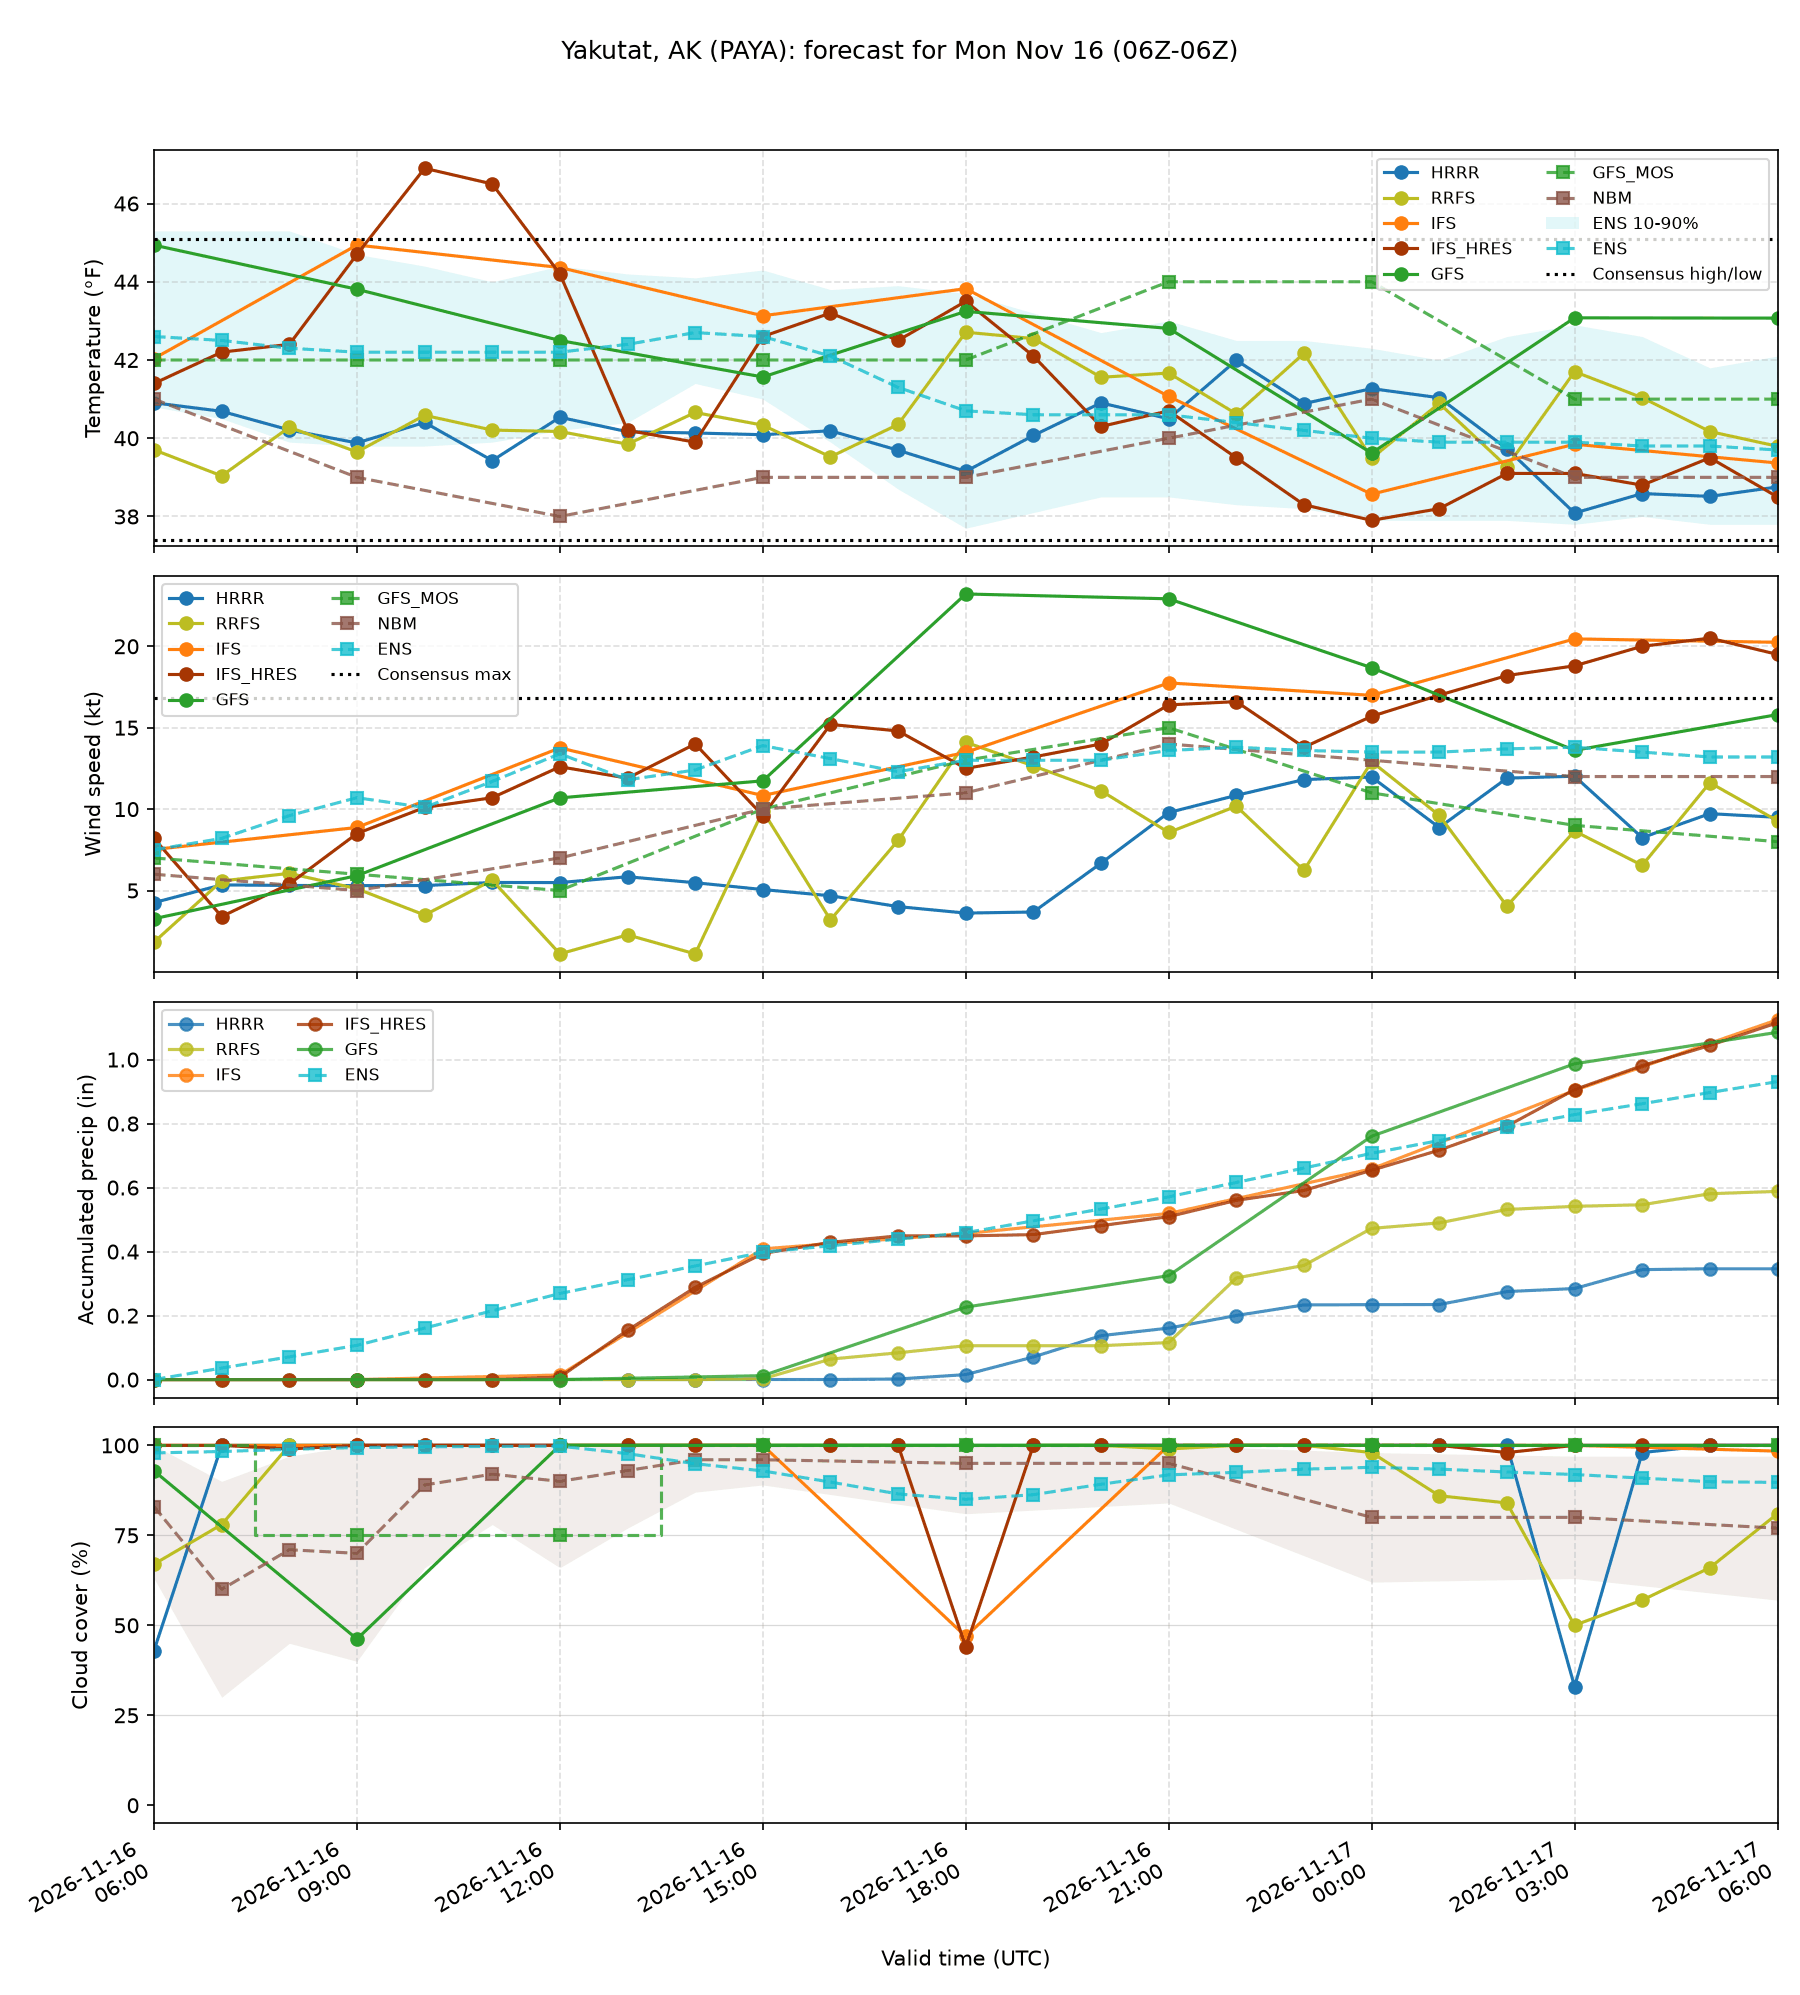 Yakutat, AK (PAYA): forecast for Mon Nov 16 (06Z-06Z)
Temperature (°F)
46
44
42
40
38
HRRR
RRFS
IFS
IFS_HRES
GFS
GFS_MOS
NBM
ENS 10-90%
ENS
Consensus high/low
Wind speed (kt)
20
15
10
5
HRRR
RRFS
IFS
IFS_HRES
GFS
GFS_MOS
NBM
ENS
Consensus max
Accumulated precip (in)
1.0
0.8
0.6
0.4
0.2
0.0
HRRR
RRFS
IFS
IFS_HRES
GFS
ENS
Cloud cover (%)
100
75
50
25
0
2026-11-16
06:00
2026-11-16
09:00
2026-11-16
12:00
2026-11-16
15:00
2026-11-16
18:00
2026-11-16
21:00
2026-11-17
00:00
2026-11-17
03:00
2026-11-17
06:00
Valid time (UTC)